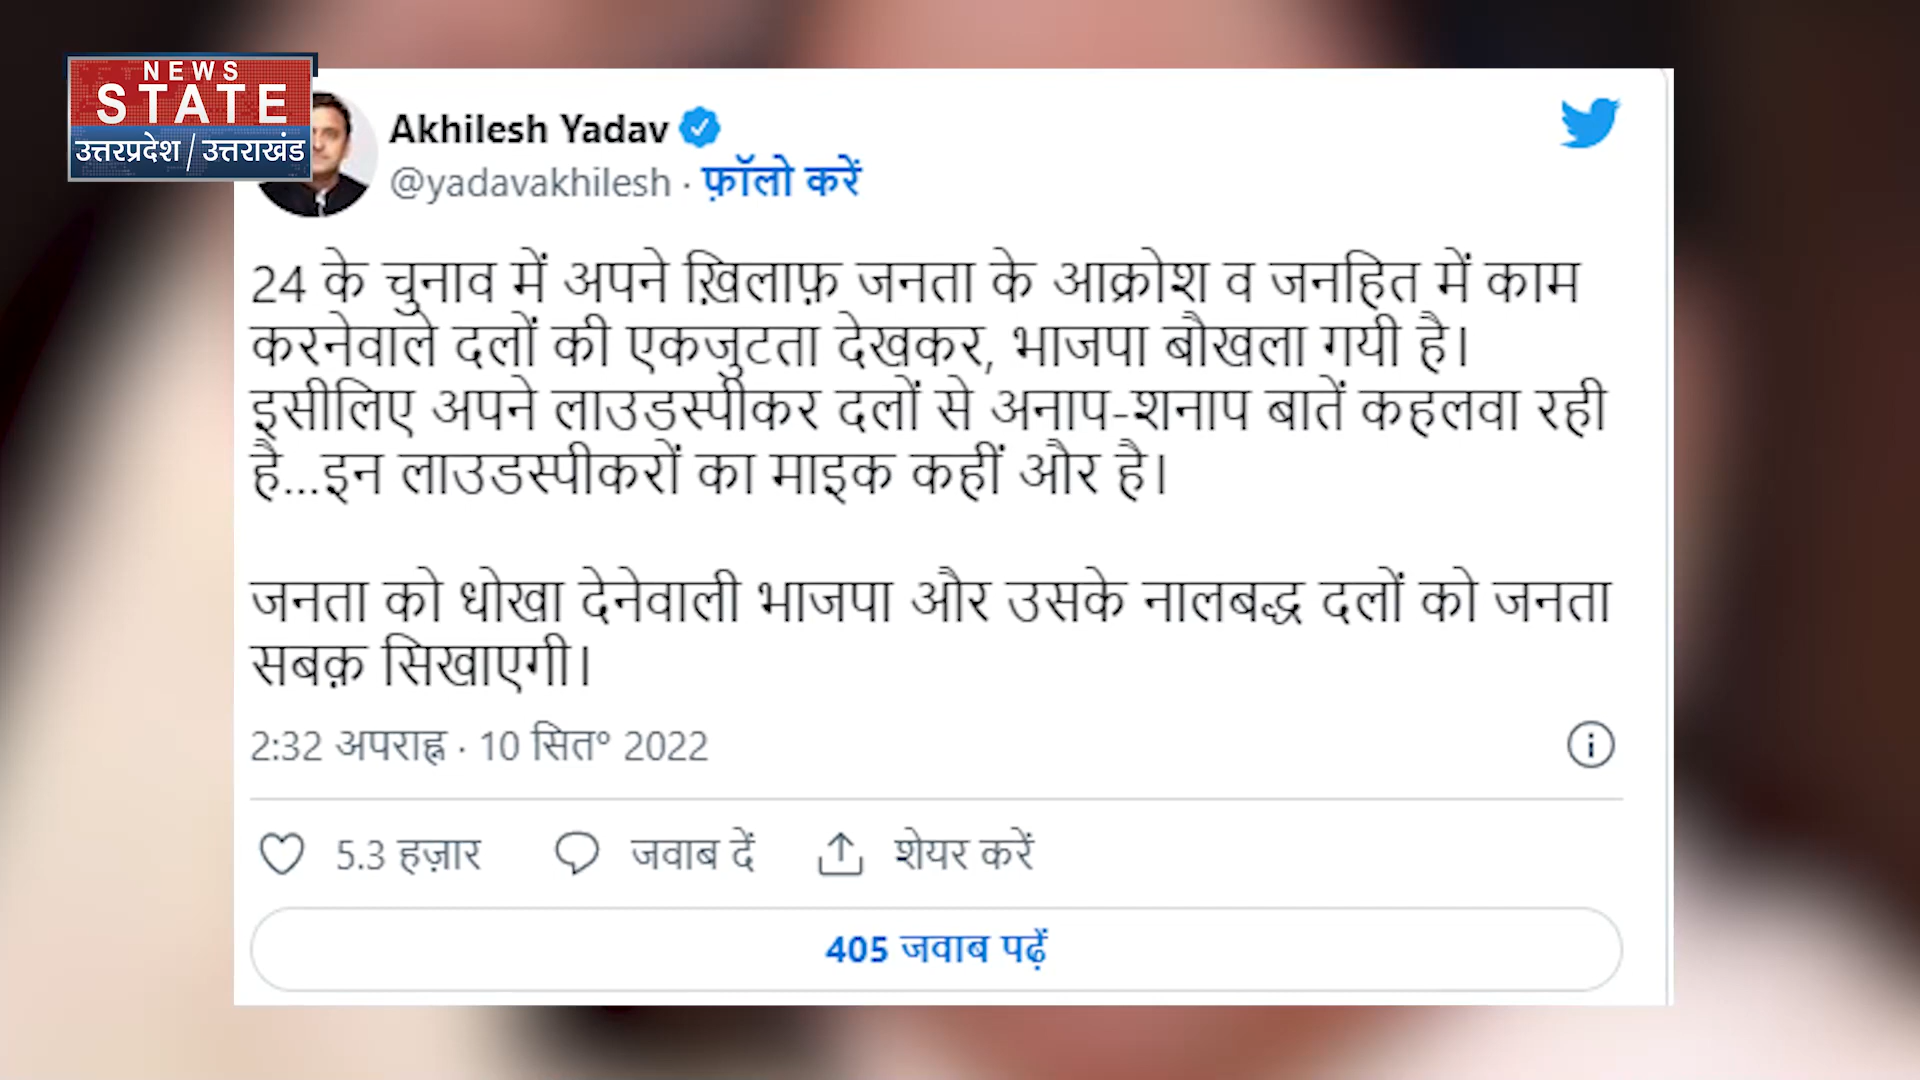 NEWS
STATE
उत्तरप्रदेश / उत्तराखंड
Akhilesh Yadav
@yadavakhilesh · फ़ॉलो करें
24 के चुनाव में अपने ख़िलाफ़ जनता के आक्रोश व जनहित में काम
करनेवाले दलों की एकजुटता देखकर, भाजपा बौखला गयी है।
इसीलिए अपने लाउडस्पीकर दलों से अनाप-शनाप बातें कहलवा रही
है...इन लाउडस्पीकरों का माइक कहीं और है।
जनता को धोखा देनेवाली भाजपा और उसके नालबद्ध दलों को जनता
सबक़ सिखाएगी।
2:32 अपराह्न · 10 सित॰ 2022
5.3 हज़ार जवाब दें शेयर करें
405 जवाब पढ़ें